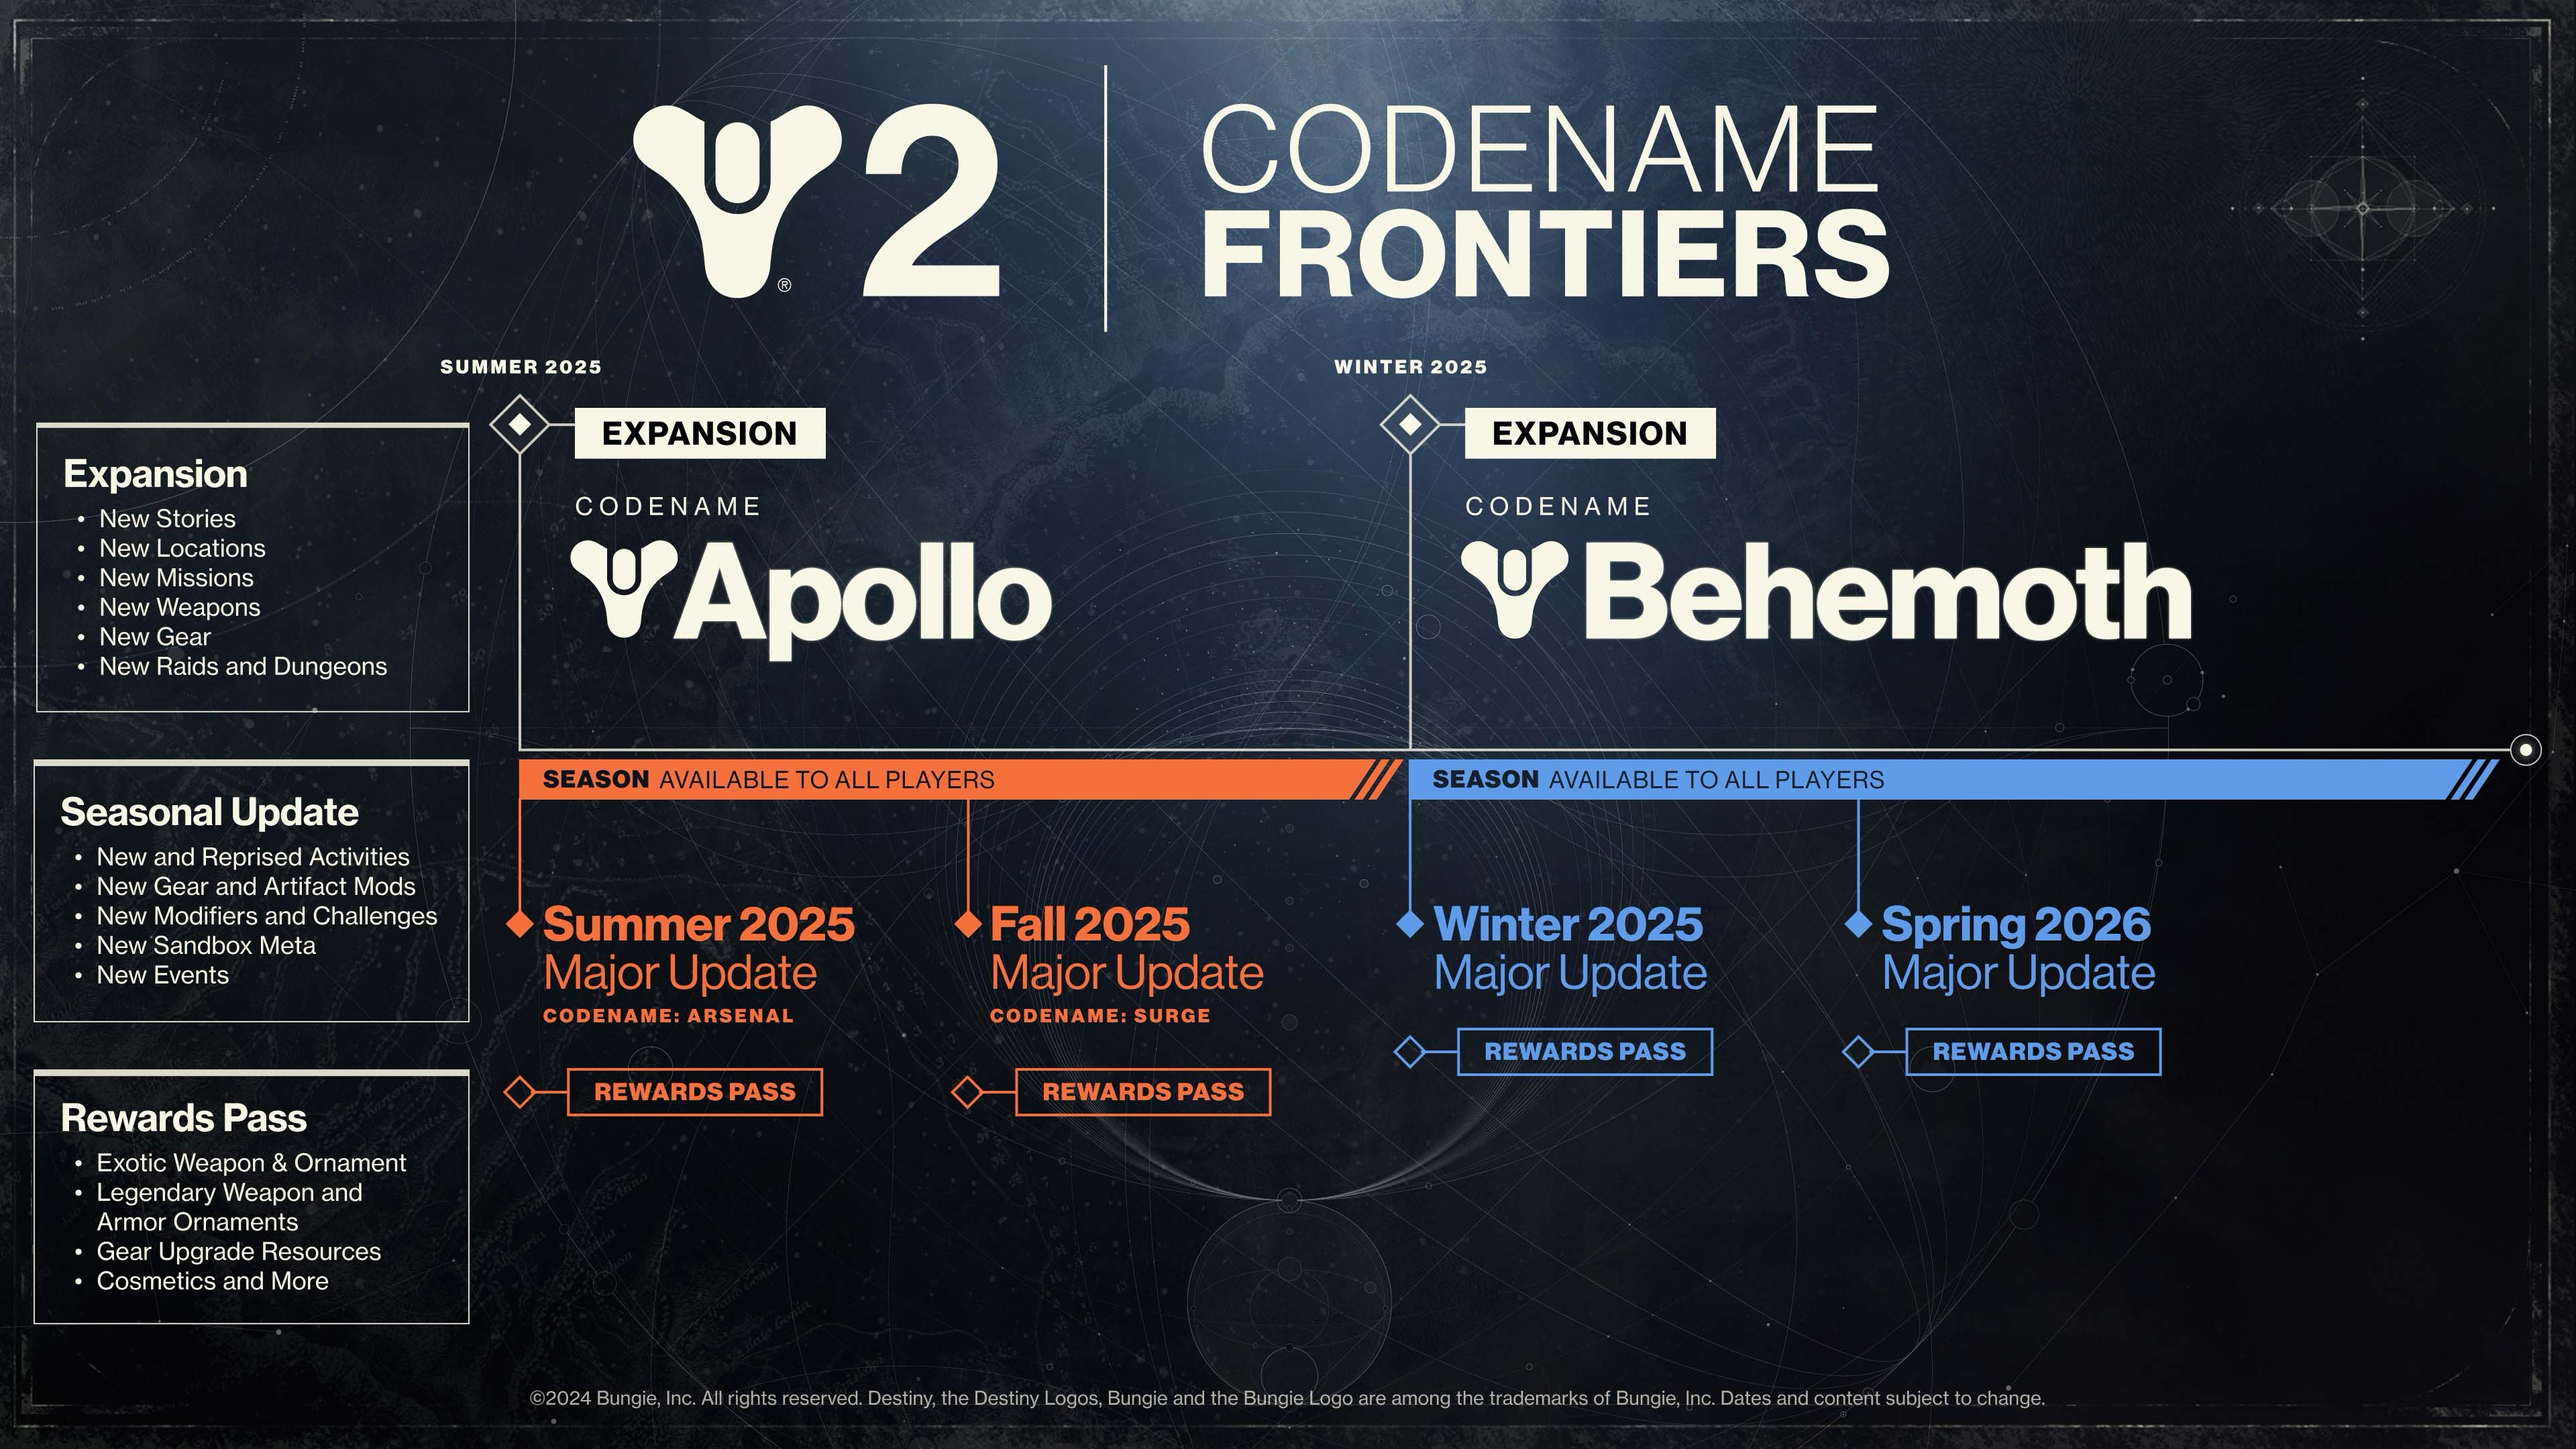 2
CODENAME
FRONTIERS
SUMMER 2025
EXPANSION
CODENAME
Apollo
WINTER 2025
EXPANSION
CODENAME
Behemoth
Expansion
• New Stories
• New Locations
• New Missions
• New Weapons
• New Gear
• New Raids and Dungeons
Seasonal Update
• New and Reprised Activities
• New Gear and Artifact Mods
• New Modifiers and Challenges
• New Sandbox Meta
• New Events
Rewards Pass
• Exotic Weapon & Ornament
• Legendary Weapon and
Armor Ornaments
• Gear Upgrade Resources
• Cosmetics and More
SEASON AVAILABLE TO ALL PLAYERS
Summer 2025
Major Update
CODENAME: ARSENAL
REWARDS PASS
Fall 2025
Major Update
CODENAME: SURGE
REWARDS PASS
SEASON AVAILABLE TO ALL PLAYERS
Winter 2025
Major Update
REWARDS PASS
Spring 2026
Major Update
REWARDS PASS
©2024 Bungie, Inc. All rights reserved. Destiny, the Destiny Logos, Bungie and the Bungie Logo are among the trademarks of Bungie, Inc. Dates and content subject to change.